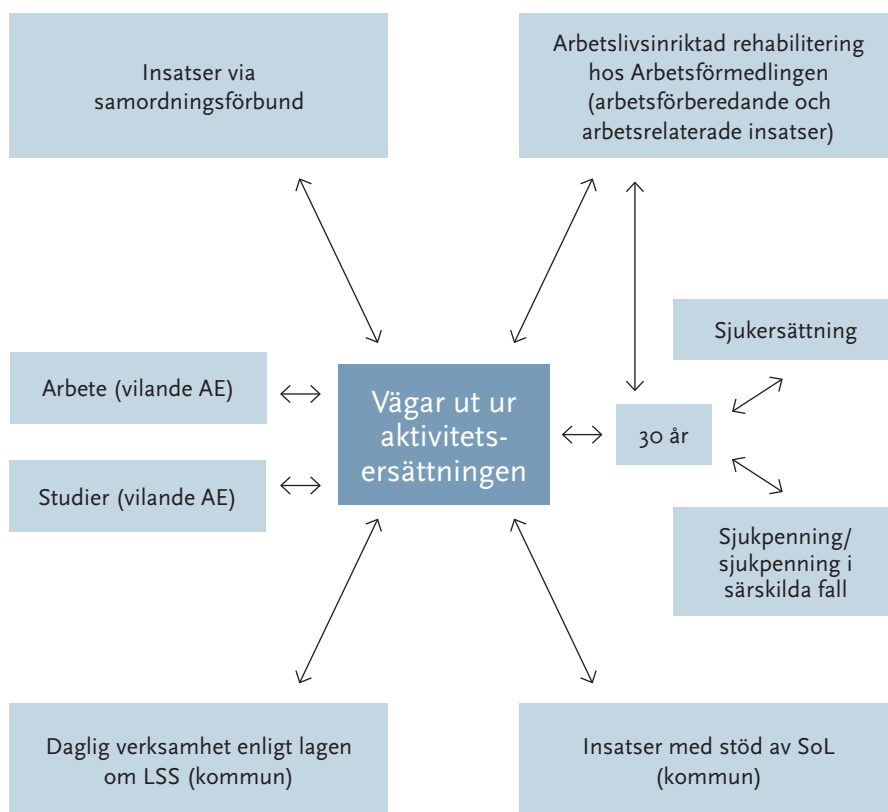 Insatser via
samordningsförbund
Arbetslivsinriktad rehabilitering
hos Arbetsförmedlingen
(arbetsförberedande och
arbetsrelaterade insatser)
Sjukersättning
Arbete (vilande AE)
Vägar ut ur
aktivitets-
ersättningen
30 år
Studier (vilande AE)
Sjukpenning/
sjukpenning i
särskilda fall
Daglig verksamhet enligt lagen
om LSS (kommun)
Insatser med stöd av SoL
(kommun)